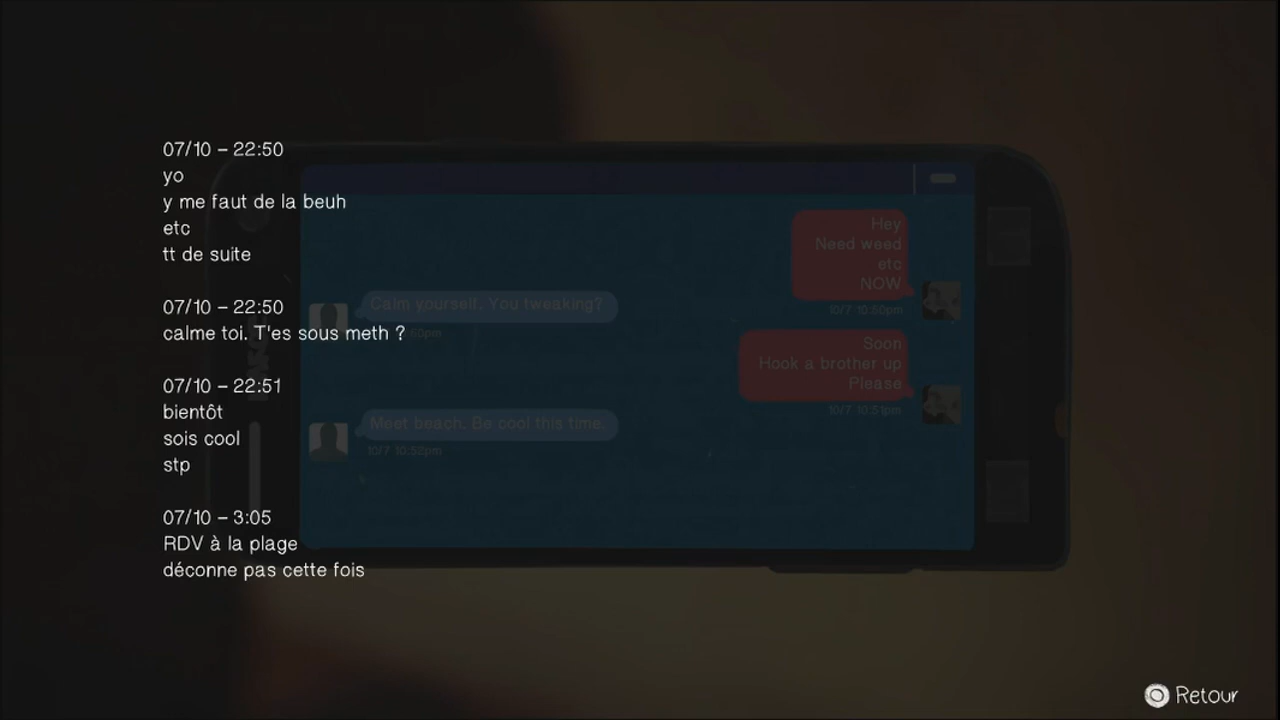 07/10 – 22:50
yo
y me faut de la beuh
etc
tt de suite
07/10 – 22:50
calme toi. T'es sous meth ?
07/10 – 22:51
bientôt
sois cool
stp
07/10 – 3:05
RDV à la plage
déconne pas cette fois
Hey
Need weed
etc
NOW
10/7 10:50pm
Calm yourself. You tweaking?
Soon
Hook a brother up
Please
10/7 10:51pm
Meet beach. Be cool this time.
10/7 10:52pm
Retour